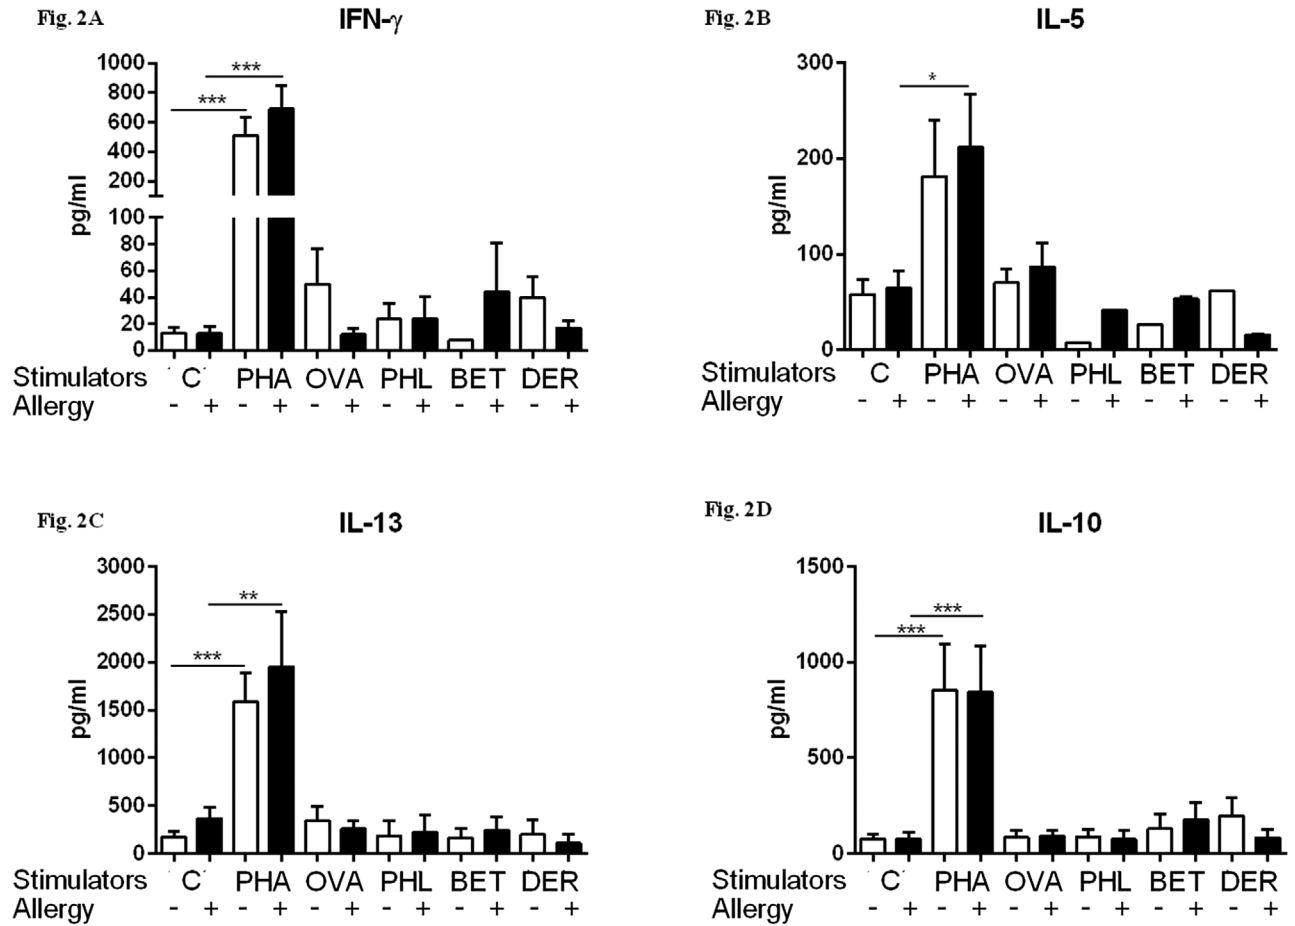 Fig. 2A
IFN-γ
pg/ml
1000
800
600
400
200
100
80
60
40
20
0
***
***
Stimulators C PHA OVA PHL BET DER
Allergy - + - + - + - + - + - +
Fig. 2B
IL-5
pg/ml
300
200
100
0
*
Stimulators C PHA OVA PHL BET DER
Allergy - + - + - + - + - + - +
Fig. 2C
IL-13
pg/ml
3000
2500
2000
1500
1000
500
0
**
***
Stimulators C PHA OVA PHL BET DER
Allergy - + - + - + - + - + - +
Fig. 2D
IL-10
pg/ml
1500
1000
500
0
***
***
Stimulators C PHA OVA PHL BET DER
Allergy - + - + - + - + - + - +